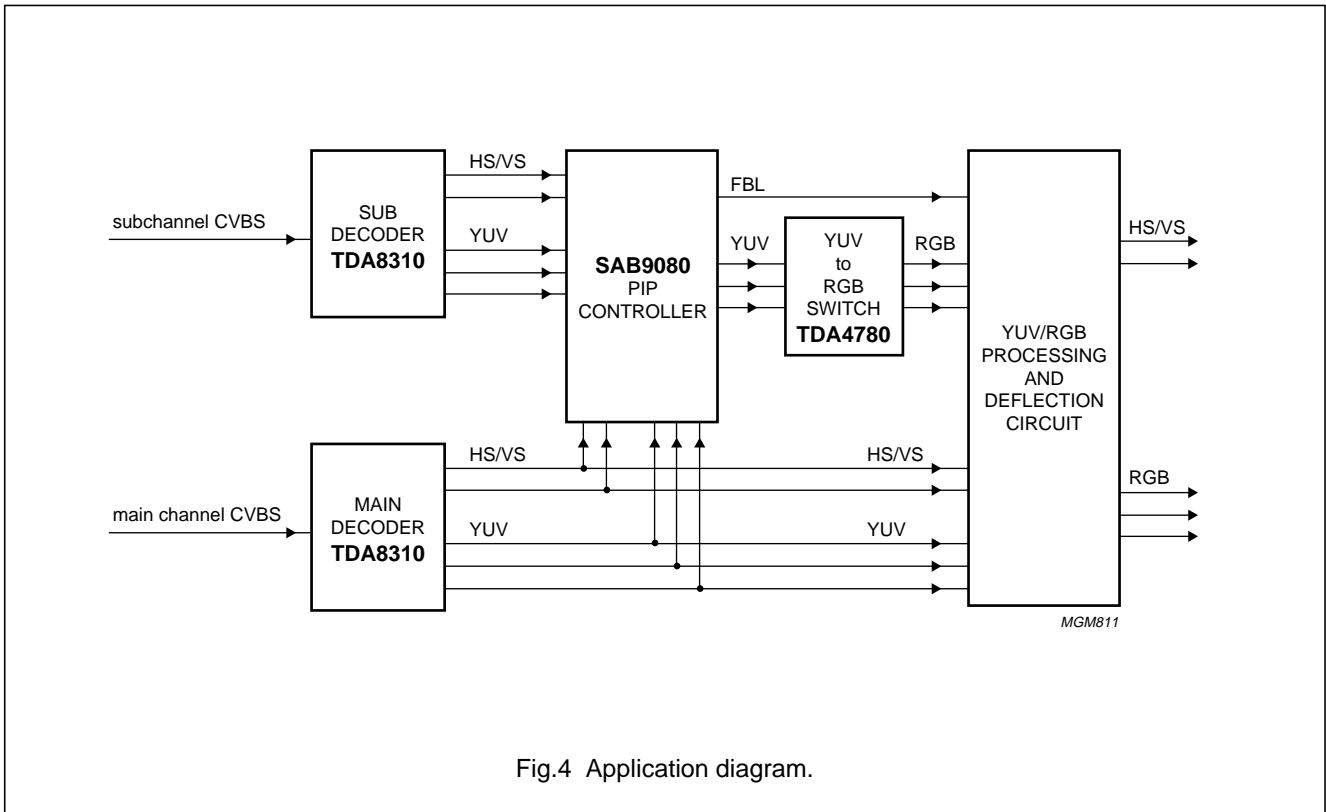 subchannel CVBS
SUB
DECODER
TDA8310
HS/VS
YUV
SAB9080
PIP
CONTROLLER
FBL
YUV
YUV
to
RGB
SWITCH
TDA4780
RGB
YUV/RGB
PROCESSING
AND
DEFLECTION
CIRCUIT
HS/VS
RGB
main channel CVBS
MAIN
DECODER
TDA8310
HS/VS
YUV
HS/VS
YUV
MGM811
Fig.4 Application diagram.